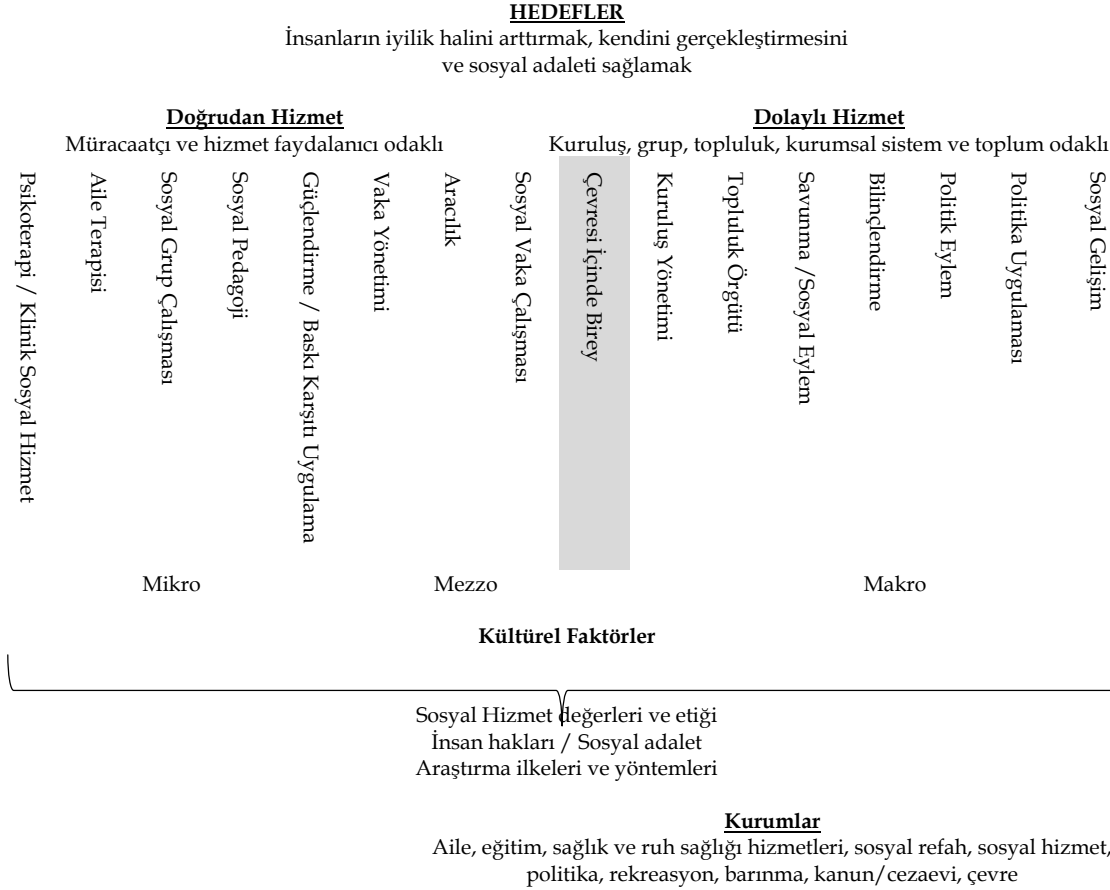 HEDEFLER
İnsanların iyilik halini arttırmak, kendini gerçekleştirmesini
ve sosyal adaleti sağlamak
Doğrudan Hizmet
Müracaatçı ve hizmet faydalanıcı odaklı
Dolaylı Hizmet
Kuruluş, grup, topluluk, kurumsal sistem ve toplum odaklı
Psikoterapi / Klinik Sosyal Hizmet
Aile Terapisi
Sosyal Grup Çalışması
Sosyal Pedagoji
Güçlendirme / Baskı Karşıtı Uygulama
Vaka Yönetimi
Aracılık
Sosyal Vaka Çalışması
Çevresi İçinde Birey
Kuruluş Yönetimi
Topluluk Örgütü
Savunma /Sosyal Eylem
Bilinçlendirme
Politik Eylem
Politika Uygulaması
Sosyal Gelişim
Mikro
Mezzo
Makro
Kültürel Faktörler
Sosyal Hizmet değerleri ve etiği
İnsan hakları / Sosyal adalet
Araştırma ilkeleri ve yöntemleri
Kurumlar
Aile, eğitim, sağlık ve ruh sağlığı hizmetleri, sosyal refah, sosyal hizmet,
politika, rekreasyon, barınma, kanun/cezaevi, çevre